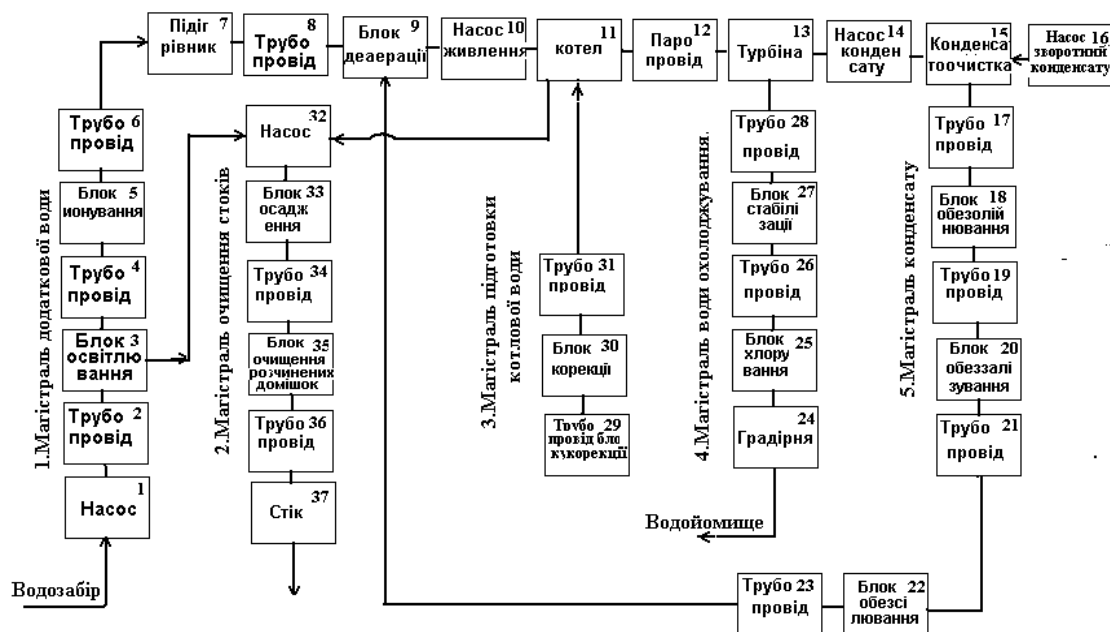 Підіг 7
рівник
8
Трубо
провід
Блок 9
деаерації
Насос 10
живлення
11
котел
Паро 12
провід
13
Турбіна
Насос 14
конден
сату
15
Конденса
тоочистка
Насос 16
зворотний
конденсату
Трубо 6
провід
Блок 5
ионування
Трубо 4
провід
Блок 3
освітлю
вання
Трубо 2
провід
1
Насос
Водозабір
1.Магістраль додаткової води
32
Насос
Блок 33
осадж
ення
Трубо 34
провід
Блок 35
очищення
розчинених
домішок
Трубо 36
провід
37
Стік
2.Магістраль очищення стоків
Трубо 31
провід
Блок 30
корекції
Трубо 29
провід бло
кукорекції
3.Магістраль підготовки
котлової води
Трубо 28
провід
Блок 27
стабілі
зації
Трубо 26
провід
Блок 25
хлору
вання
24
Градірня
Водойомище
4.Магістраль води охолоджування.
Трубо 17
провід
Блок 18
обезолій
нювання
Трубо 19
провід
Блок 20
обеззалі
зування
Трубо 21
провід
5.Магістраль конденсату
Трубо 23
провід
Блок 22
обезсі
лювання